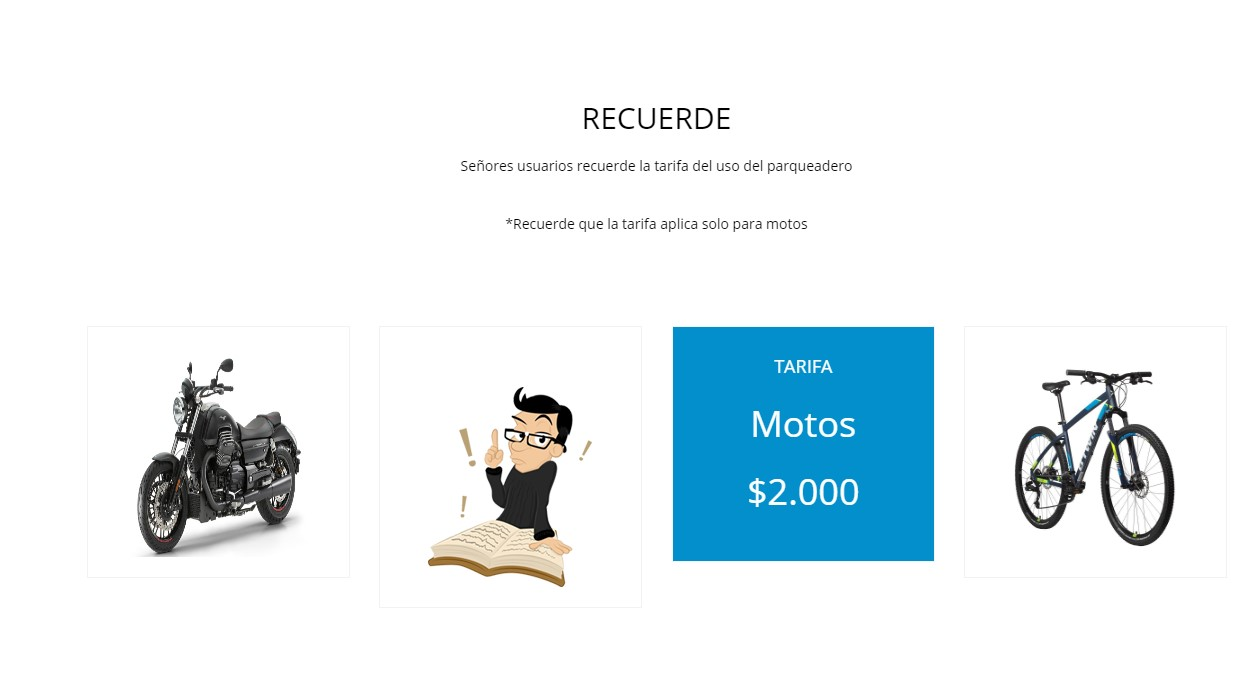 RECUERDE
Señores usuarios recuerde la tarifa del uso del parqueadero
*Recuerde que la tarifa aplica solo para motos
TARIFA
Motos
$2.000